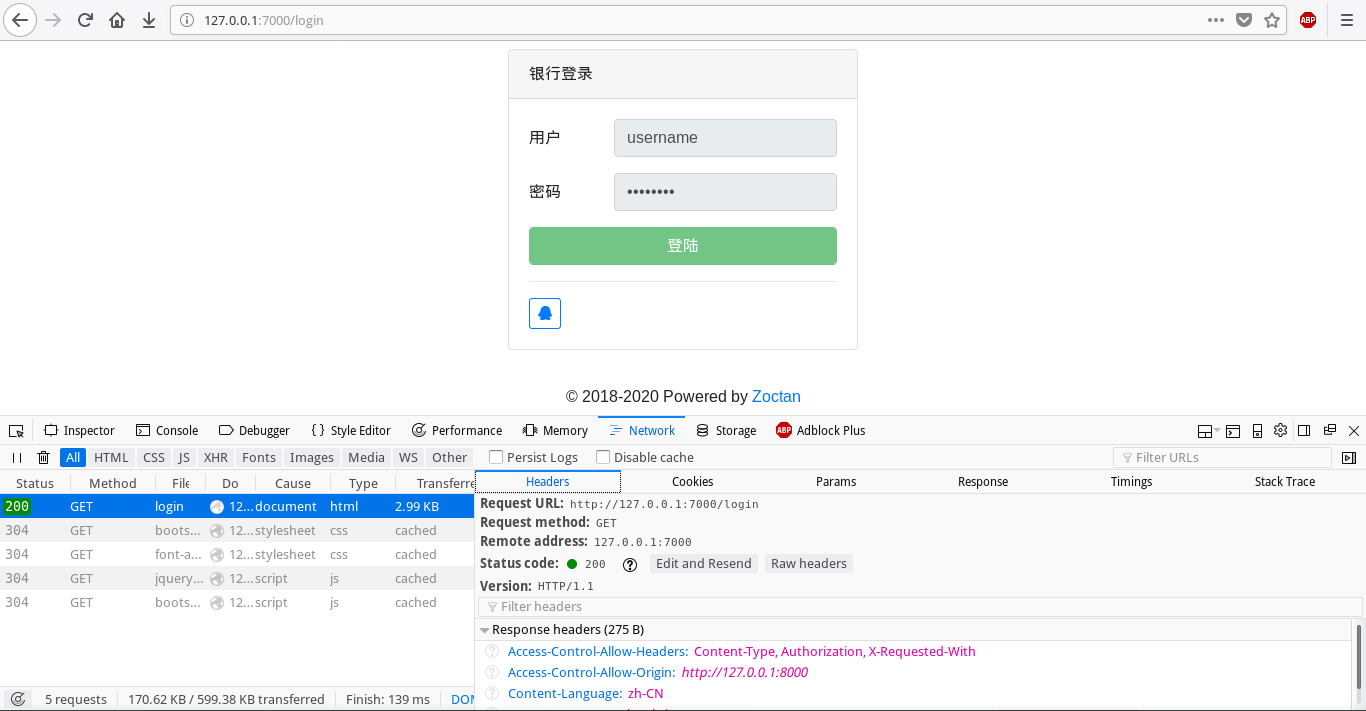 127.0.0.1:7000/login
ABP
银行登录
用户 username
密码 ••••••••
登陆
© 2018-2020 Powered by Zoctan
Inspector Console Debugger {} Style Editor Performance Memory Network Storage ABP Adblock Plus
All HTML CSS JS XHR Fonts Images Media WS Other Persist Logs Disable cache Filter URLs
Status Method File Do Cause Type Transferre Headers Cookies Params Response Timings Stack Trace
200 GET login 12... document html 2.99 KB
304 GET boots... 12... stylesheet css cached
304 GET font-a... 12... stylesheet css cached
304 GET jquery... 12... script js cached
304 GET boots... 12... script js cached
Request URL: http://127.0.0.1:7000/login
Request method: GET
Remote address: 127.0.0.1:7000
Status code: 200 ? Edit and Resend Raw headers
Version: HTTP/1.1
Filter headers
Response headers (275 B)
? Access-Control-Allow-Headers: Content-Type, Authorization, X-Requested-With
? Access-Control-Allow-Origin: http://127.0.0.1:8000
? Content-Language: zh-CN
5 requests 170.62 KB / 599.38 KB transferred Finish: 139 ms DOM